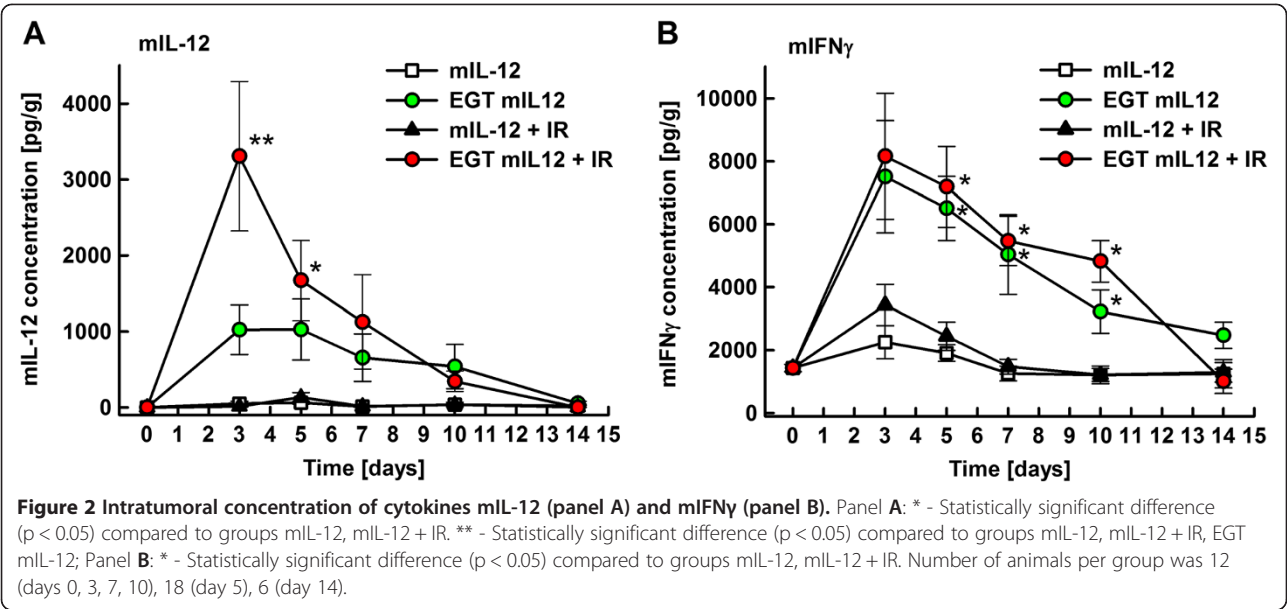 A
mIL-12
mIL-12
EGT mIL12
mIL-12 + IR
EGT mIL12 + IR
mIL-12 concentration [pg/g]
4000
3000
2000
1000
0
**
*
0 1 2 3 4 5 6 7 8 9 10 11 12 13 14 15
Time [days]
B
mIFNγ
mIL-12
EGT mIL12
mIL-12 + IR
EGT mIL12 + IR
mIFNγ concentration [pg/g]
10000
8000
6000
4000
2000
0
*
*
*
*
*
*
0 1 2 3 4 5 6 7 8 9 10 11 12 13 14 15
Time [days]
Figure 2 Intratumoral concentration of cytokines mIL-12 (panel A) and mIFNγ (panel B). Panel A: * - Statistically significant difference
(p < 0.05) compared to groups mIL-12, mIL-12 + IR. ** - Statistically significant difference (p < 0.05) compared to groups mIL-12, mIL-12 + IR, EGT
mIL-12; Panel B: * - Statistically significant difference (p < 0.05) compared to groups mIL-12, mIL-12 + IR. Number of animals per group was 12
(days 0, 3, 7, 10), 18 (day 5), 6 (day 14).